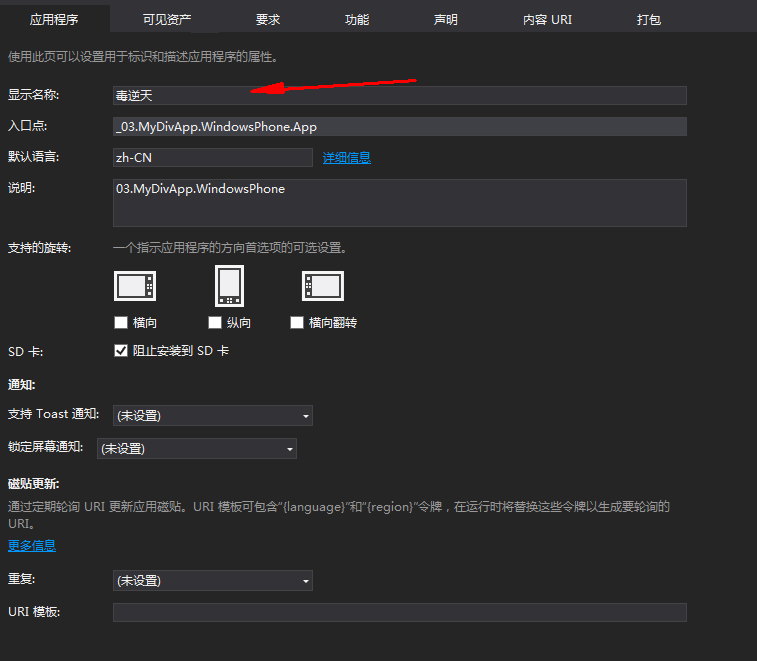 应用程序 可见资产 要求 功能 声明 内容 URI 打包
使用此页可以设置用于标识和描述应用程序的属性。
显示名称: 毒逆天
入口点: _03.MyDivApp.WindowsPhone.App
默认语言: zh-CN 详细信息
说明: 03.MyDivApp.WindowsPhone
支持的旋转: 一个指示应用程序的方向首选项的可选设置。
横向 纵向 横向翻转
SD 卡: 阻止安装到 SD 卡
通知:
支持 Toast 通知: (未设置)
锁定屏幕通知: (未设置)
磁贴更新:
通过定期轮询 URI 更新应用磁贴。URI 模板可包含“{language}”和“{region}”令牌，在运行时将替换这些令牌以生成要轮询的
URI。
更多信息
重复: (未设置)
URI 模板: